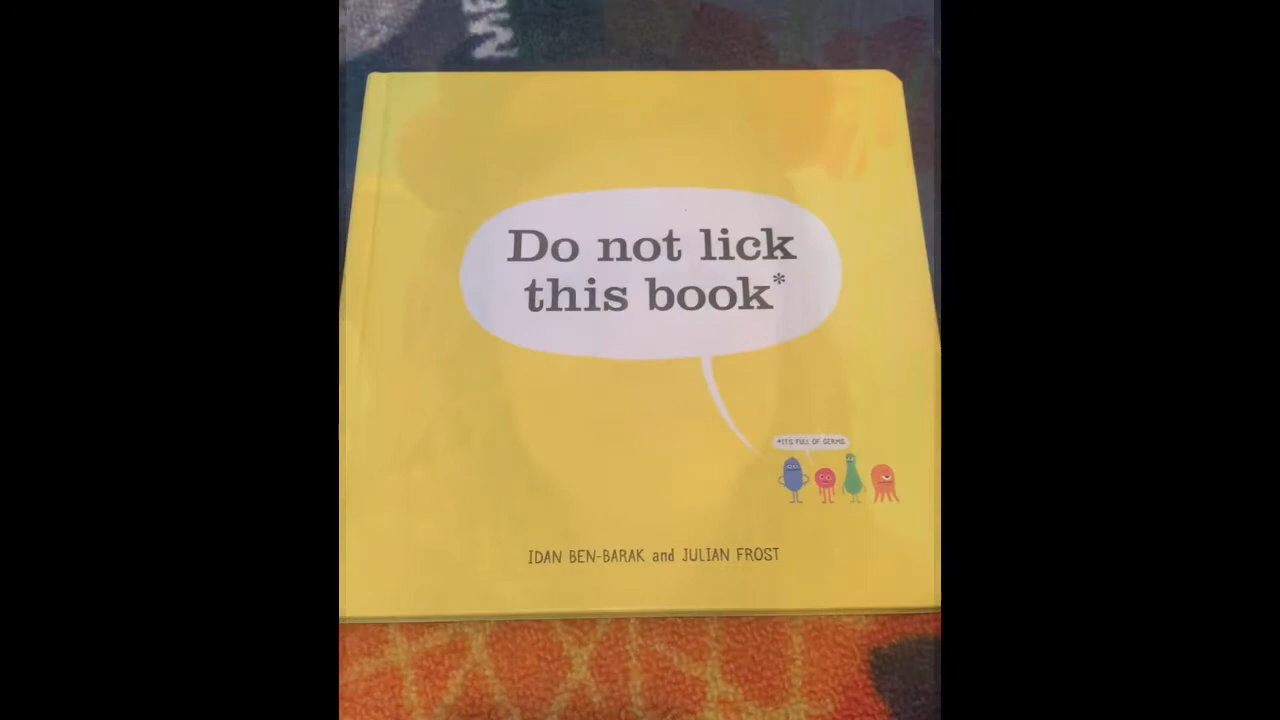 Do not lick
this book*
*IT'S FULL OF GERMS.
IDAN BEN-BARAK and JULIAN FROST